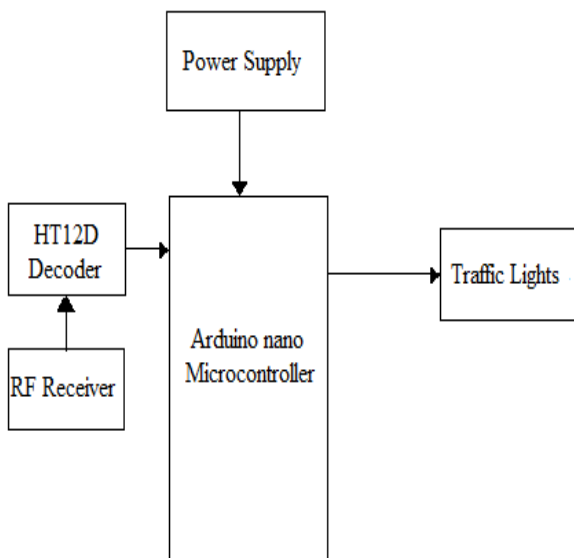 Power Supply
HT12D
Decoder
Traffic Lights
Arduino nano
Microcontroller
RF Receiver